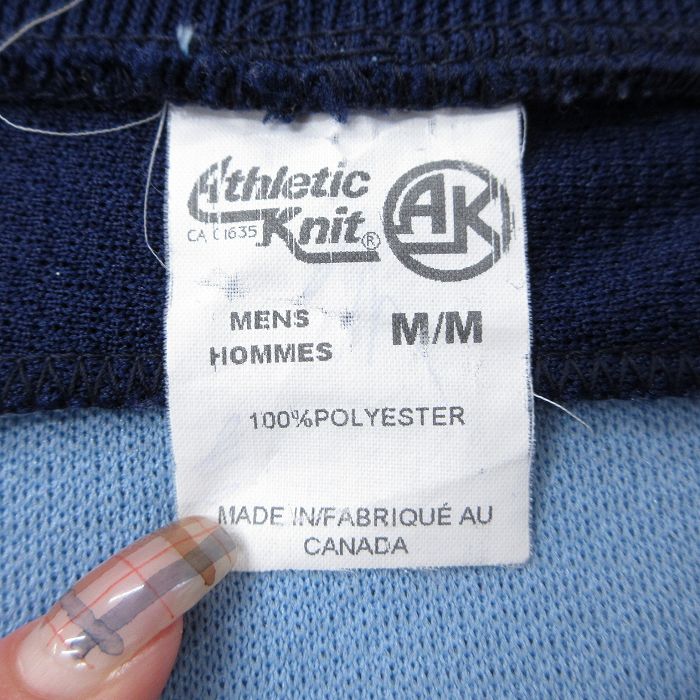 Athletic
Knit®
CA 01635
AK
MENS
HOMMES
M/M
100%POLYESTER
MADE IN/FABRIQUÉ AU
CANADA